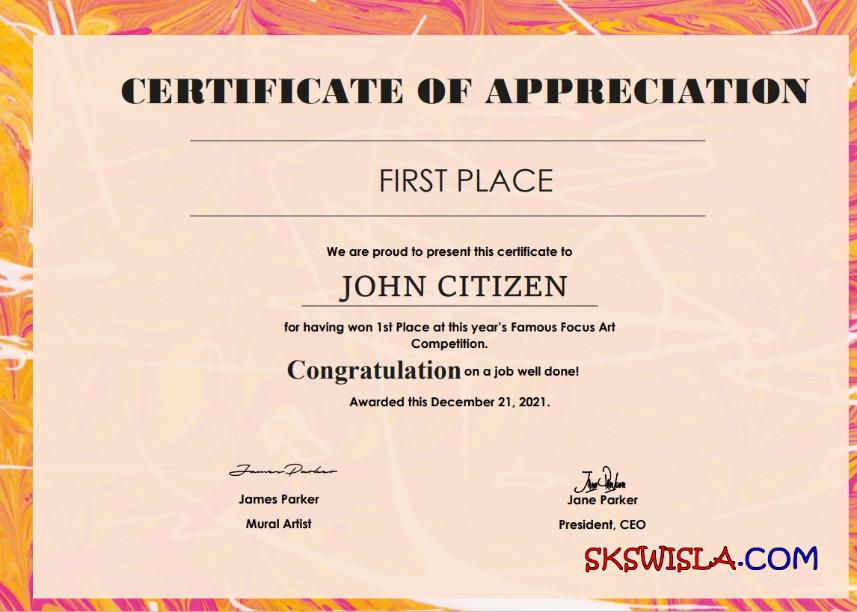 CERTIFICATE OF APPRECIATION
FIRST PLACE
We are proud to present this certificate to
JOHN CITIZEN
for having won 1st Place at this year's Famous Focus Art
Competition.
Congratulation on a job well done!
Awarded this December 21, 2021.
James Parker
Jane Parker
James Parker
Jane Parker
Mural Artist
President, CEO
SKSWISLA.COM